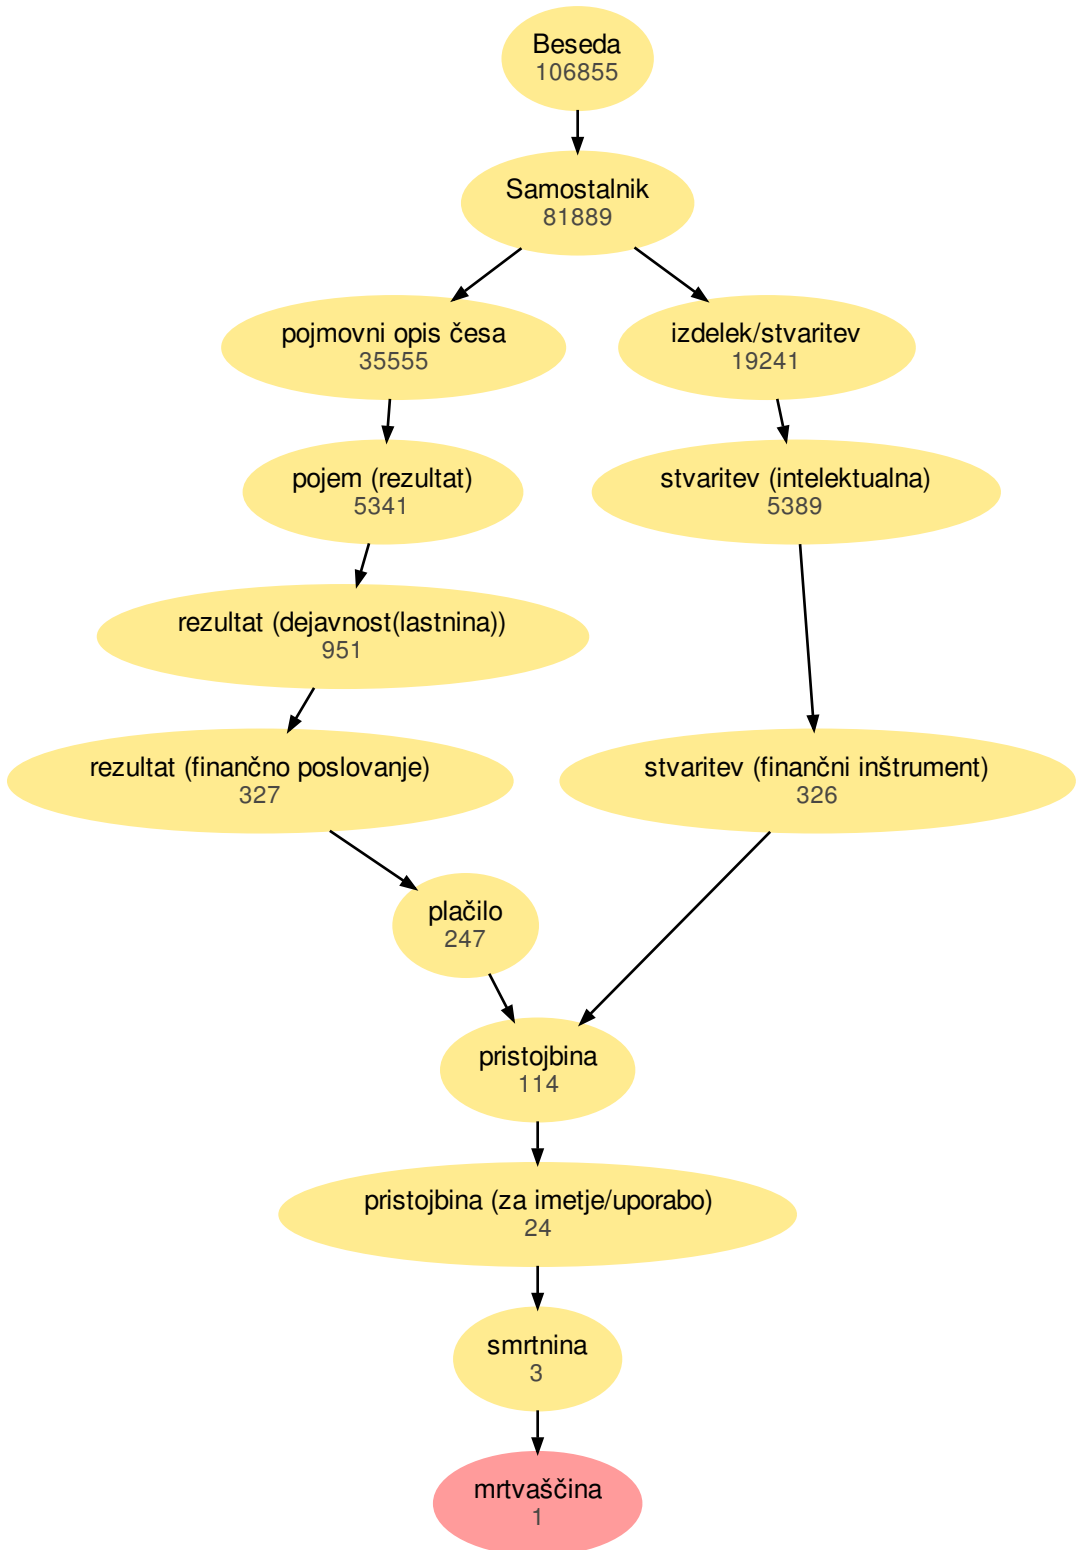 Beseda
106855
Samostalnik
81889
pojmovni opis česa
35555
izdelek/stvaritev
19241
pojem (rezultat)
5341
stvaritev (intelektualna)
5389
rezultat (dejavnost(lastnina))
951
rezultat (finančno poslovanje)
327
stvaritev (finančni inštrument)
326
plačilo
247
pristojbina
114
pristojbina (za imetje/uporabo)
24
smrtnina
3
mrtvaščina
1